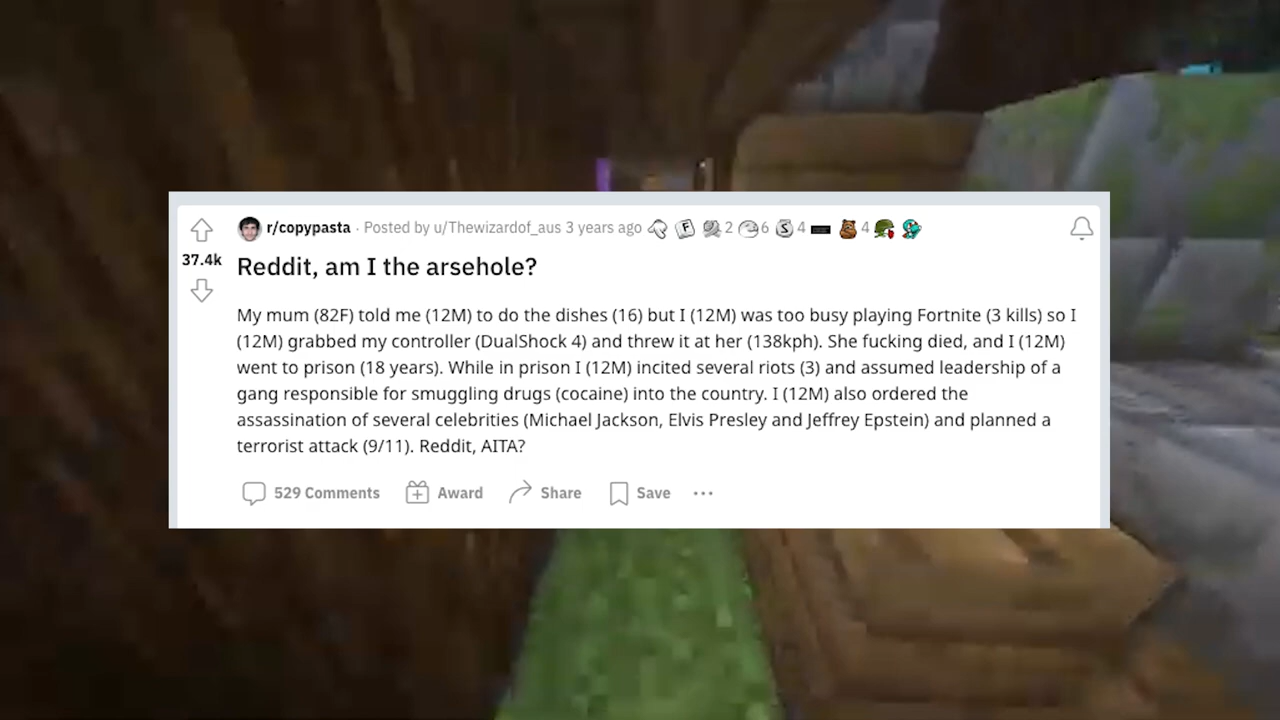 r/copypasta · Posted by u/Thewizardof_aus 3 years ago F 2 6 S 4 4
37.4k
Reddit, am I the arsehole?
My mum (82F) told me (12M) to do the dishes (16) but I (12M) was too busy playing Fortnite (3 kills) so I
(12M) grabbed my controller (DualShock 4) and threw it at her (138kph). She fucking died, and I (12M)
went to prison (18 years). While in prison I (12M) incited several riots (3) and assumed leadership of a
gang responsible for smuggling drugs (cocaine) into the country. I (12M) also ordered the
assassination of several celebrities (Michael Jackson, Elvis Presley and Jeffrey Epstein) and planned a
terrorist attack (9/11). Reddit, AITA?
529 Comments Award Share Save ···